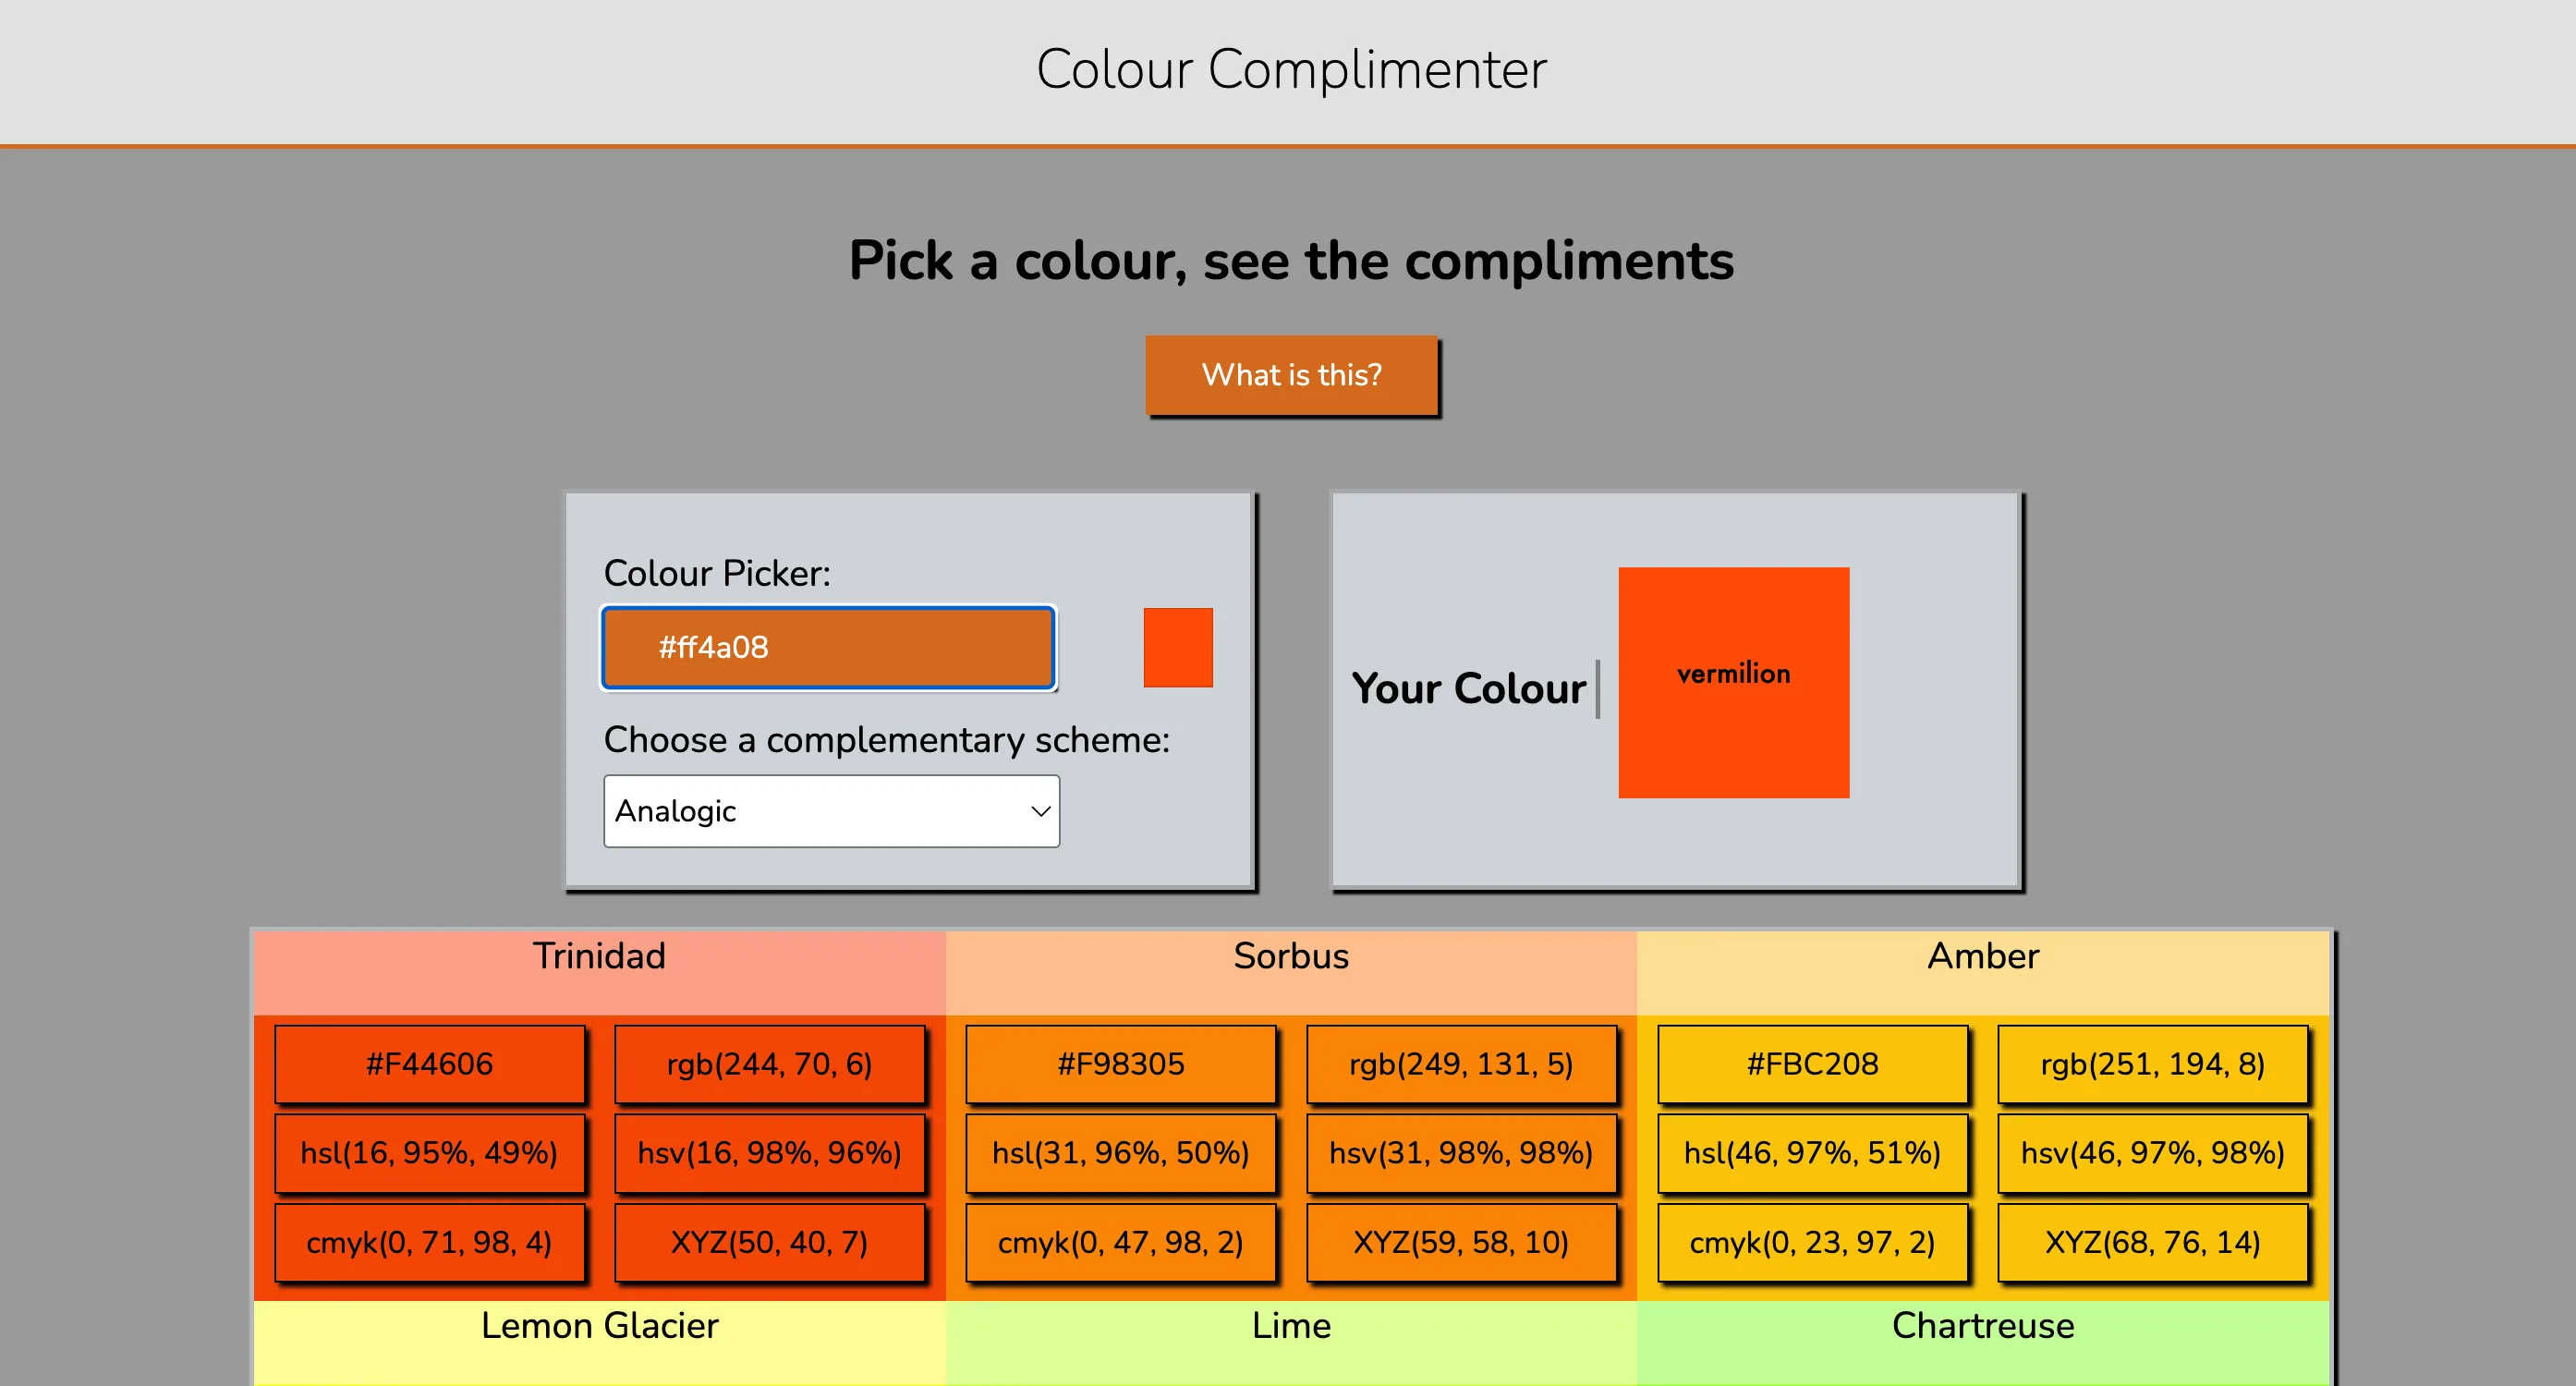 Colour Complimenter
Pick a colour, see the compliments
What is this?
Colour Picker:
#ff4a08
Choose a complementary scheme:
Analogic
Your Colour
vermilion
Trinidad
#F44606
rgb(244, 70, 6)
hsl(16, 95%, 49%)
hsv(16, 98%, 96%)
cmyk(0, 71, 98, 4)
XYZ(50, 40, 7)
Sorbus
#F98305
rgb(249, 131, 5)
hsl(31, 96%, 50%)
hsv(31, 98%, 98%)
cmyk(0, 47, 98, 2)
XYZ(59, 58, 10)
Amber
#FBC208
rgb(251, 194, 8)
hsl(46, 97%, 51%)
hsv(46, 97%, 98%)
cmyk(0, 23, 97, 2)
XYZ(68, 76, 14)
Lemon Glacier
Lime
Chartreuse